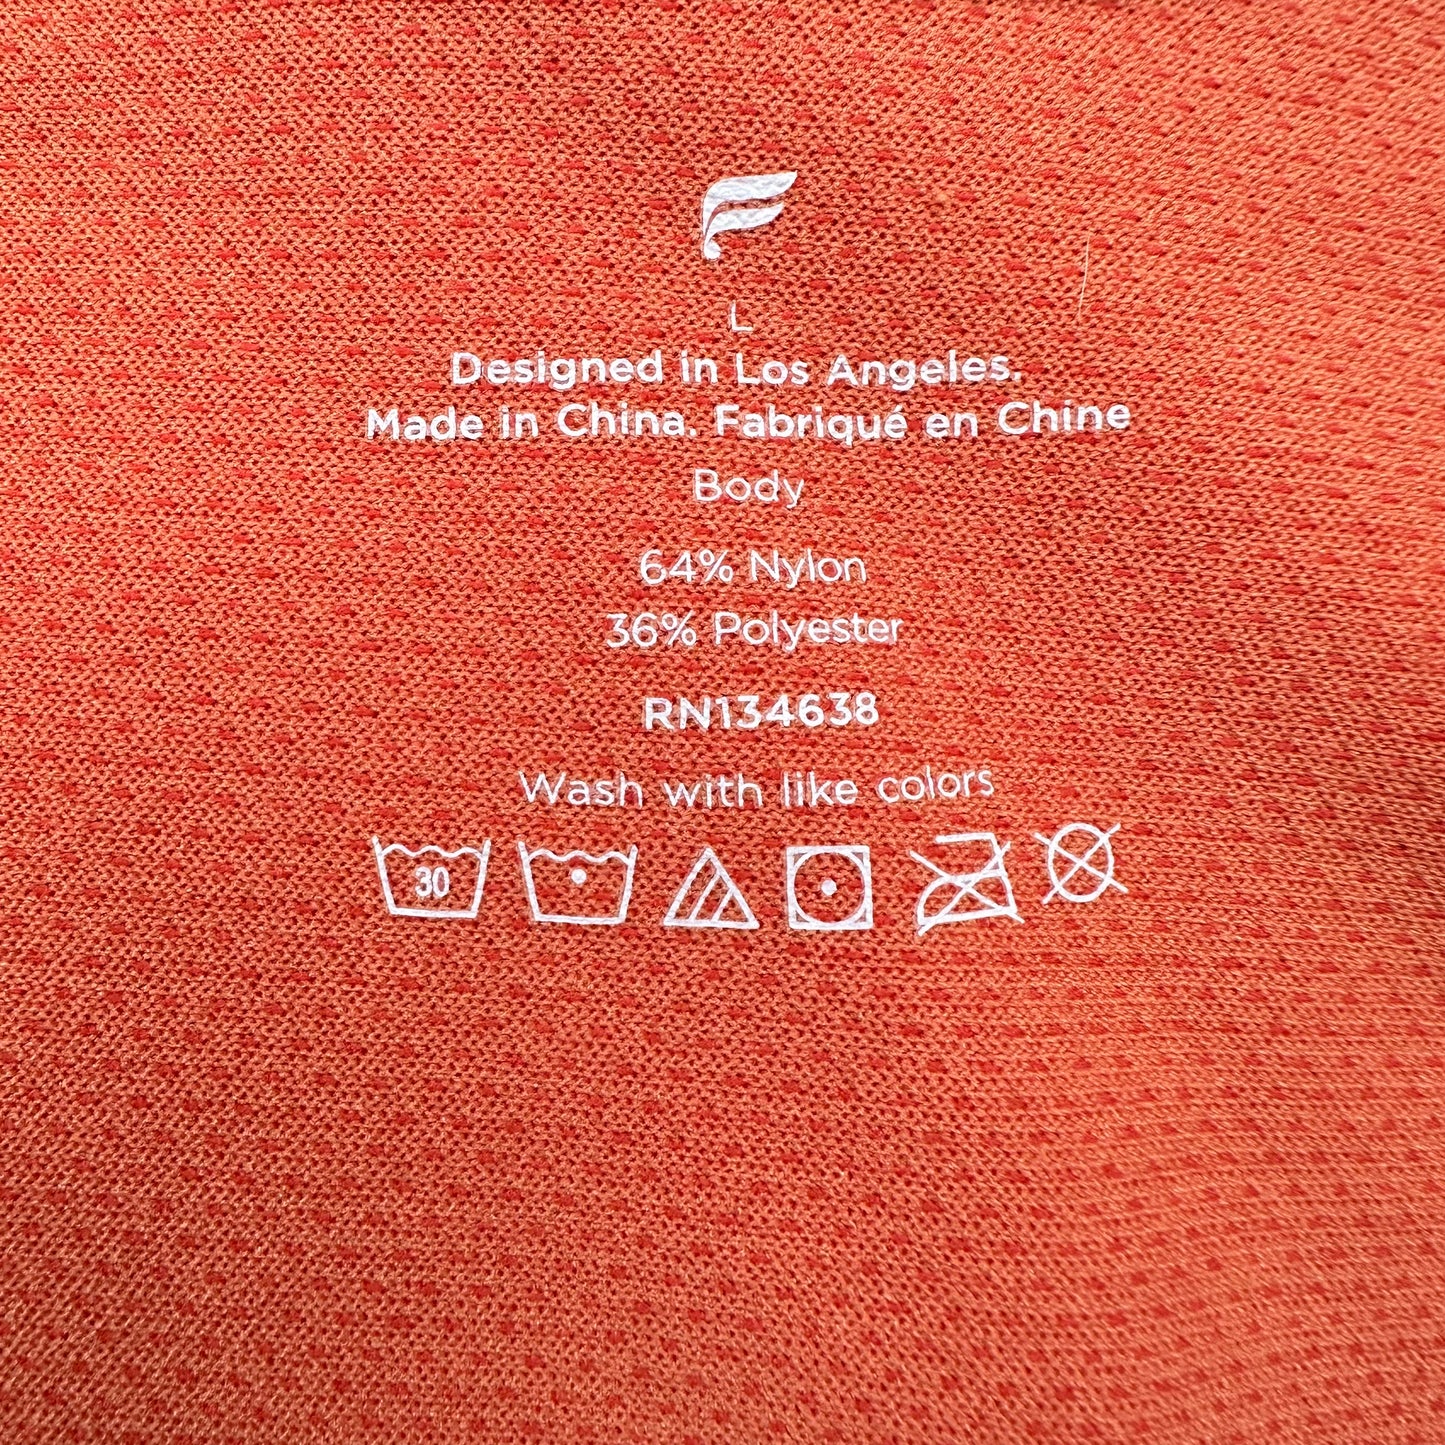 L
Designed in Los Angeles.
Made in China. Fabriqué en Chine
Body
64% Nylon
36% Polyester
RN134638
Wash with like colors
30